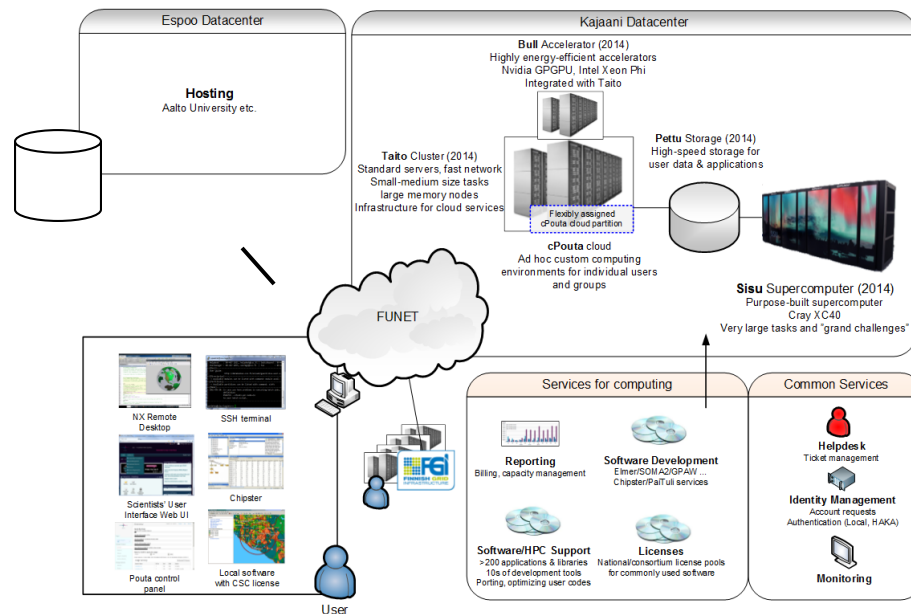 Espoo Datacenter
Hosting
Aalto University etc.
Kajaani Datacenter
Bull Accelerator (2014)
Highly energy-efficient accelerators
Nvidia GPGPU, Intel Xeon Phi
Integrated with Taito
Taito Cluster (2014)
Standard servers, fast network
Small-medium size tasks
large memory nodes
Infrastructure for cloud services
Flexibly assigned
cPouta cloud partition
cPouta cloud
Ad hoc custom computing
environments for individual users
and groups
Pettu Storage (2014)
High-speed storage for
user data & applications
Sisu Supercomputer (2014)
Purpose-built supercomputer
Cray XC40
Very large tasks and "grand challenges"
FUNET
NX Remote
Desktop
SSH terminal
Scientists' User
Interface Web UI
Chipster
Pouta control
panel
Local software
with CSC license
User
FGI
FINNISH GRID
INFRASTRUCTURE
Services for computing
Reporting
Billing, capacity management
Software Development
Elmer/SOMA2/GPAW ...
Chipster/PaiTuli services
Software/HPC Support
>200 applications & libraries
10s of development tools
Porting, optimizing user codes
Licenses
National/consortium license pools
for commonly used software
Common Services
Helpdesk
Ticket management
Identity Management
Account requests
Authentication (Local, HAKA)
Monitoring